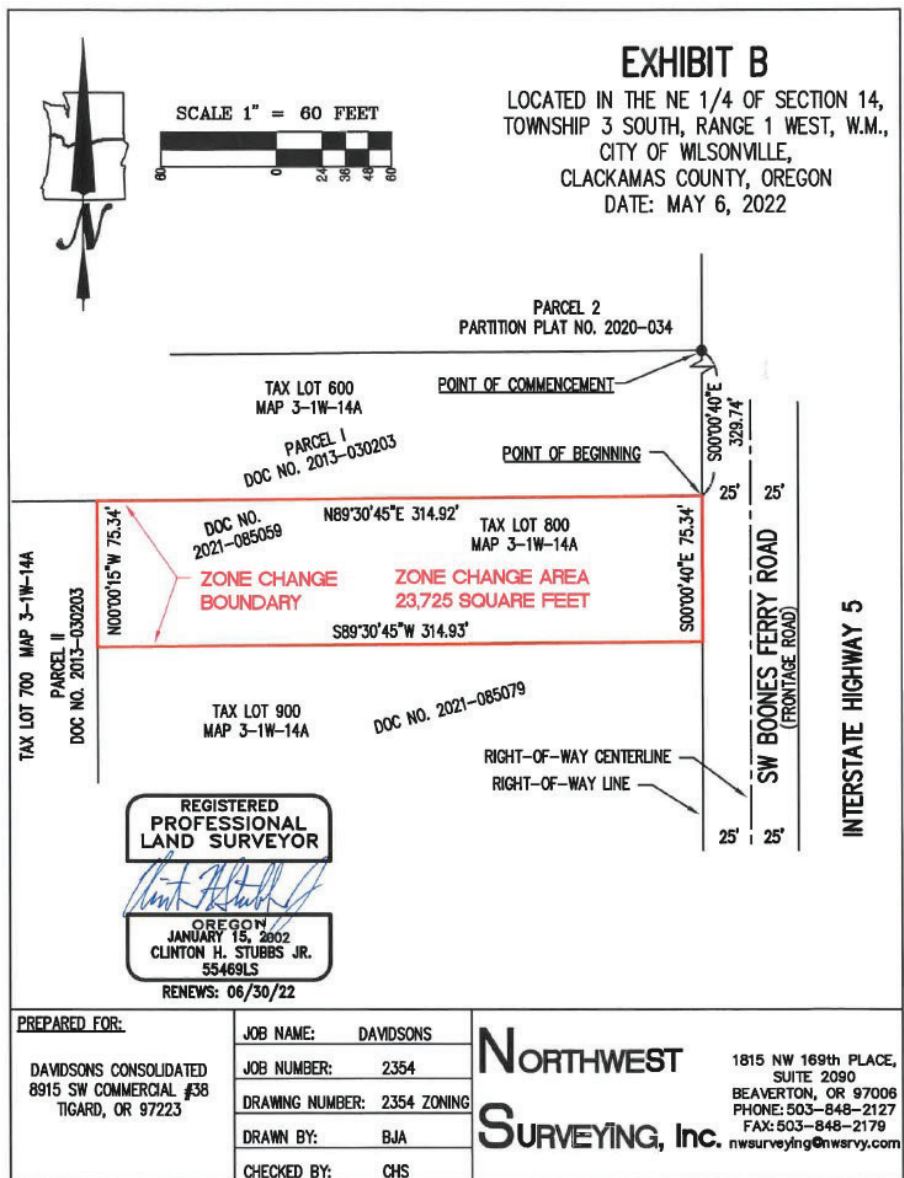 EXHIBIT B
LOCATED IN THE NE 1/4 OF SECTION 14,
TOWNSHIP 3 SOUTH, RANGE 1 WEST, W.M.,
CITY OF WILSONVILLE,
CLACKAMAS COUNTY, OREGON
DATE: MAY 6, 2022
SCALE 1" = 60 FEET
60
0
24
36
48
60
N
PARCEL 2
PARTITION PLAT NO. 2020-034
POINT OF COMMENCEMENT
TAX LOT 600
MAP 3-1W-14A
PARCEL I
DOC NO. 2013-030203
S00°00'40"E
329.74'
POINT OF BEGINNING
25'
25'
N00°00'15"W 75.34'
DOC NO.
2021-085059
N89°30'45"E 314.92'
TAX LOT 800
MAP 3-1W-14A
ZONE CHANGE
BOUNDARY
ZONE CHANGE AREA
23,725 SQUARE FEET
S89°30'45"W 314.93'
S00°00'40"E 75.34'
TAX LOT 700 MAP 3-1W-14A
PARCEL II
DOC NO. 2013-030203
TAX LOT 900
MAP 3-1W-14A
DOC NO. 2021-085079
SW BOONES FERRY ROAD
(FRONTAGE ROAD)
INTERSTATE HIGHWAY 5
RIGHT-OF-WAY CENTERLINE
RIGHT-OF-WAY LINE
25'
25'
REGISTERED
PROFESSIONAL
LAND SURVEYOR
OREGON
JANUARY 15, 2002
CLINTON H. STUBBS JR.
55469LS
RENEWS: 06/30/22
PREPARED FOR:
DAVIDSONS CONSOLIDATED
8915 SW COMMERCIAL #38
TIGARD, OR 97223
JOB NAME: DAVIDSONS
JOB NUMBER: 2354
DRAWING NUMBER: 2354 ZONING
DRAWN BY: BJA
CHECKED BY: CHS
NORTHWEST
SURVEYING, Inc.
1815 NW 169th PLACE,
SUITE 2090
BEAVERTON, OR 97006
PHONE: 503-848-2127
FAX: 503-848-2179
nwsurveying@nwsrvy.com